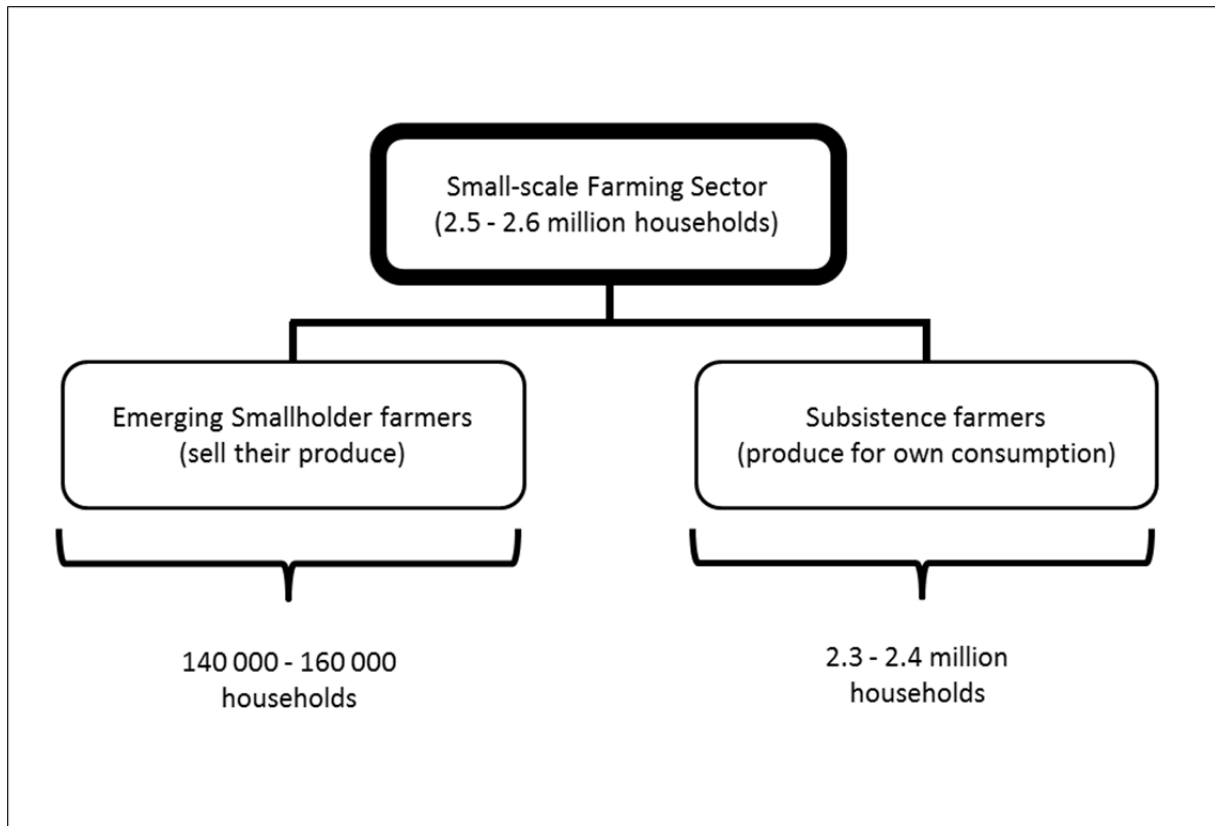 Small-scale Farming Sector
(2.5 - 2.6 million households)
Emerging Smallholder farmers
(sell their produce)
Subsistence farmers
(produce for own consumption)
140 000 - 160 000
households
2.3 - 2.4 million
households